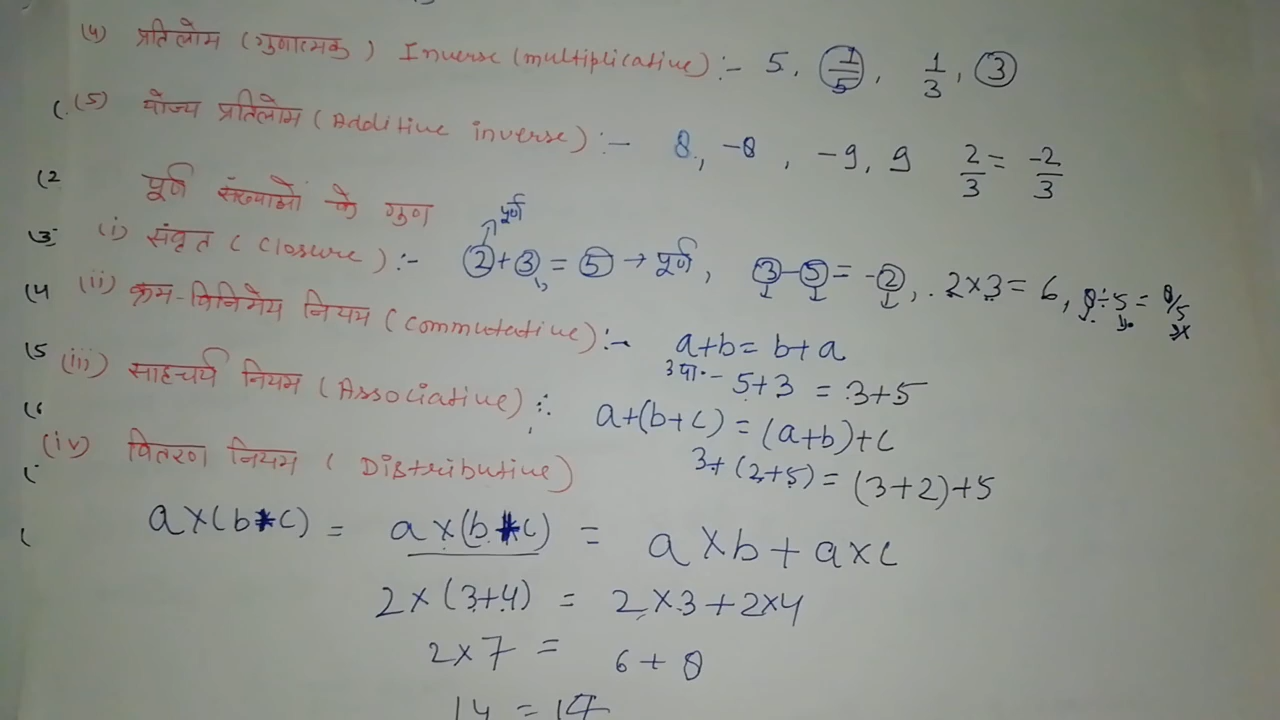 (4) प्रतिलोम (गुणात्मक) Inverse (multiplicative) :- 5, 1/5, 1/3, 3
(5) योज्य प्रतिलोम (Additive inverse) :- 8, -8, -9, 9 2/3 = -2/3
पूर्ण संख्याओं के गुण
पूर्ण
(i) संवृत (Closure) :- 2+3 = 5 → पूर्ण, 3-5 = -2, 2×3 = 6, 8÷5 = 8/5
(ii) क्रम-विनिमेय नियम (Commutative) :- a+b = b+a
5+3 = 3+5
(iii) साहचर्य नियम (Associative) :- a+(b+c) = (a+b)+c
3+(2+5) = (3+2)+5
(iv) वितरण नियम (Distributive)
a×(b+c) = a×(b+c) = a×b + a×c
2×(3+4) = 2×3+2×4
2×7 = 6+8
14 = 14